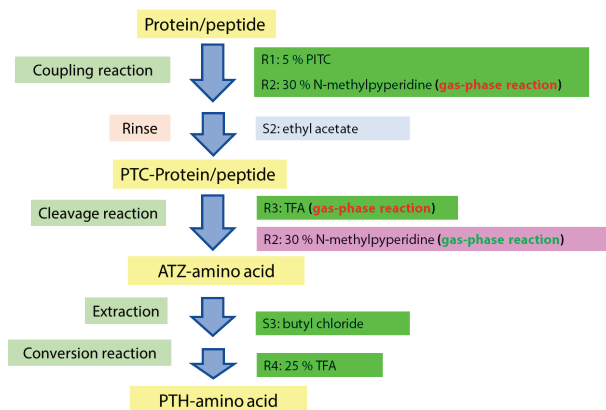 Protein/peptide
Coupling reaction
R1: 5 % PITC
R2: 30 % N-methylpyperidine (gas-phase reaction)
Rinse
S2: ethyl acetate
PTC-Protein/peptide
Cleavage reaction
R3: TFA (gas-phase reaction)
R2: 30 % N-methylpyperidine (gas-phase reaction)
ATZ-amino acid
Extraction
S3: butyl chloride
Conversion reaction
R4: 25 % TFA
PTH-amino acid